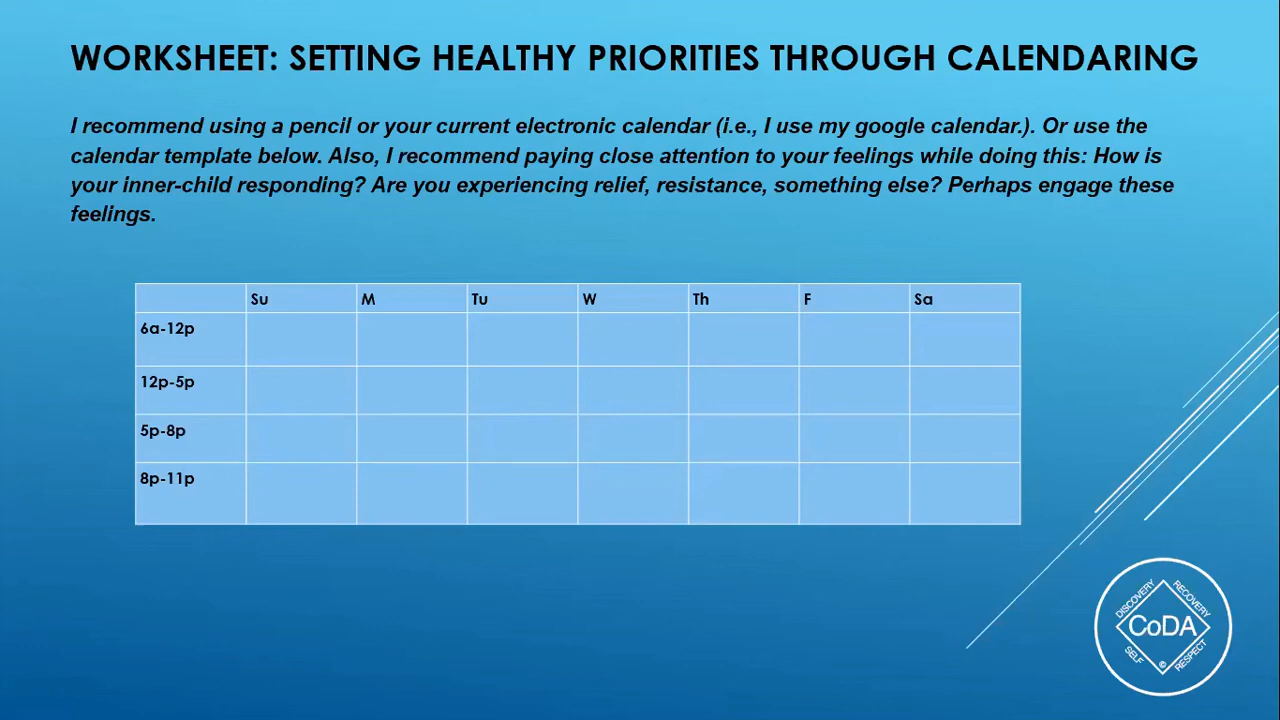 WORKSHEET: SETTING HEALTHY PRIORITIES THROUGH CALENDARING
I recommend using a pencil or your current electronic calendar (i.e., I use my google calendar.). Or use the
calendar template below. Also, I recommend paying close attention to your feelings while doing this: How is
your inner-child responding? Are you experiencing relief, resistance, something else? Perhaps engage these
feelings.
Su M Tu W Th F Sa
6a-12p
12p-5p
5p-8p
8p-11p
DISCOVERY RECOVERY
CoDA
SELF © RESPECT